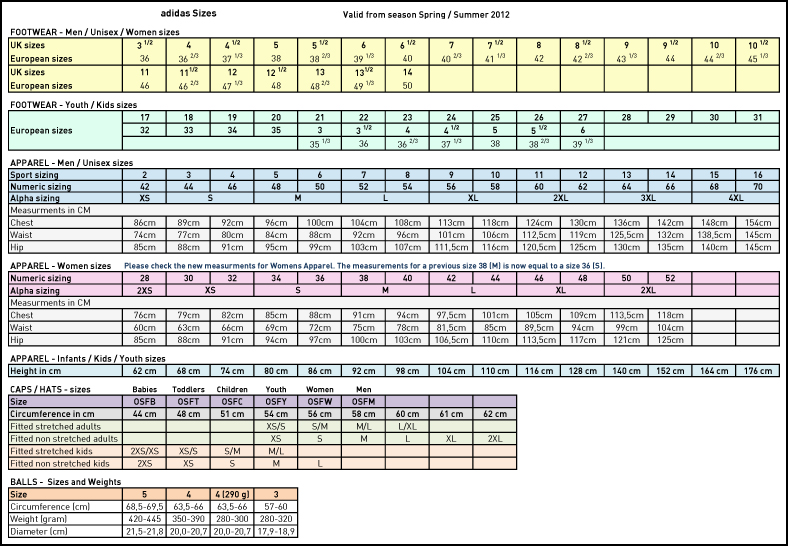 adidas Sizes Valid from season Spring / Summer 2012
FOOTWEAR - Men / Unisex / Women sizes
UK sizes 3 1/2 4 4 1/2 5 5 1/2 6 6 1/2 7 7 1/2 8 8 1/2 9 9 1/2 10 10 1/2
European sizes 36 36 2/3 37 1/3 38 38 2/3 39 1/3 40 40 2/3 41 1/3 42 42 2/3 43 1/3 44 44 2/3 45 1/3
UK sizes 11 11 1/2 12 12 1/2 13 13 1/2 14
European sizes 46 46 2/3 47 1/3 48 48 2/3 49 1/3 50
FOOTWEAR - Youth / Kids sizes
17 18 19 20 21 22 23 24 25 26 27 28 29 30 31
European sizes 32 33 34 35 3 3 1/2 4 4 1/2 5 5 1/2 6
35 1/3 36 36 2/3 37 1/3 38 38 2/3 39 1/3
APPAREL - Men / Unisex sizes
Sport sizing 2 3 4 5 6 7 8 9 10 11 12 13 14 15 16
Numeric sizing 42 44 46 48 50 52 54 56 58 60 62 64 66 68 70
Alpha sizing XS S M L XL 2XL 3XL 4XL
Measurments in CM
Chest 86cm 89cm 92cm 96cm 100cm 104cm 108cm 113cm 118cm 124cm 130cm 136cm 142cm 148cm 154cm
Waist 74cm 77cm 80cm 84cm 88cm 92cm 96cm 101cm 106cm 112,5cm 119cm 125,5cm 132cm 138,5cm 145cm
Hip 85cm 88cm 91cm 95cm 99cm 103cm 107cm 111,5cm 116cm 120,5cm 125cm 130cm 135cm 140cm 145cm
APPAREL - Women sizes Please check the new measurments for Womens Apparel. The measurements for a previous size 38 (M) is now equal to a size 36 (S).
Numeric sizing 28 30 32 34 36 38 40 42 44 46 48 50 52
Alpha sizing 2XS XS S M L XL 2XL
Measurments in CM
Chest 76cm 79cm 82cm 85cm 88cm 91cm 94cm 97,5cm 101cm 105cm 109cm 113,5cm 118cm
Waist 60cm 63cm 66cm 69cm 72cm 75cm 78cm 81,5cm 85cm 89,5cm 94cm 99cm 104cm
Hip 85cm 88cm 91cm 94cm 97cm 100cm 103cm 106,5cm 110cm 113,5cm 117cm 121cm 125cm
APPAREL - Infants / Kids / Youth sizes
Height in cm 62 cm 68 cm 74 cm 80 cm 86 cm 92 cm 98 cm 104 cm 110 cm 116 cm 128 cm 140 cm 152 cm 164 cm 176 cm
CAPS / HATS - sizes Babies Toddlers Children Youth Women Men
Size OSFB OSFT OSFC OSFY OSFW OSFM
Circumference in cm 44 cm 48 cm 51 cm 54 cm 56 cm 58 cm 60 cm 61 cm 62 cm
Fitted stretched adults XS/S S/M M/L L/XL
Fitted non stretched adults XS S M L XL 2XL
Fitted stretched kids 2XS/XS XS/S S/M M/L
Fitted non stretched kids 2XS XS S M L
BALLS - Sizes and Weights
Size 5 4 4 (290 g) 3
Circumference (cm) 68,5-69,5 63,5-66 63,5-66 57-60
Weight (gram) 420-445 350-390 280-300 280-320
Diameter (cm) 21,5-21,8 20,0-20,7 20,0-20,7 17,9-18,9